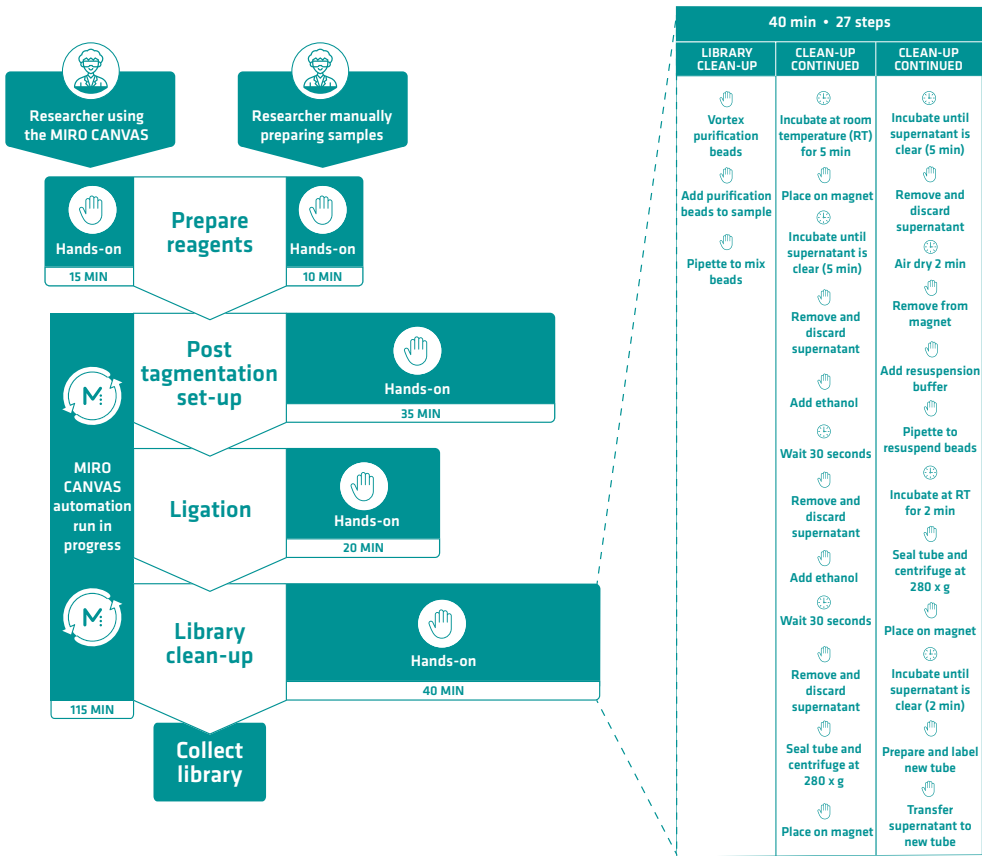 Researcher using
the MIRO CANVAS
Researcher manually
preparing samples
Hands-on
15 MIN
Prepare
reagents
Hands-on
10 MIN
Post
tagmentation
set-up
Hands-on
35 MIN
M
MIRO
CANVAS
automation
run in
progress
M
115 MIN
Ligation
Hands-on
20 MIN
Library
clean-up
Hands-on
40 MIN
Collect
library
40 min • 27 steps
LIBRARY
CLEAN-UP
Vortex
purification
beads
Add purification
beads to sample
Pipette to mix
beads
CLEAN-UP
CONTINUED
Incubate at room
temperature (RT)
for 5 min
Place on magnet
Incubate until
supernatant is
clear (5 min)
Remove and
discard
supernatant
Add ethanol
Wait 30 seconds
Remove and
discard
supernatant
Add ethanol
Wait 30 seconds
Remove and
discard
supernatant
Seal tube and
centrifuge at
280 x g
Place on magnet
CLEAN-UP
CONTINUED
Incubate until
supernatant is
clear (5 min)
Remove and
discard
supernatant
Air dry 2 min
Remove from
magnet
Add resuspension
buffer
Pipette to
resuspend beads
Incubate at RT
for 2 min
Seal tube and
centrifuge at
280 x g
Place on magnet
Incubate until
supernatant is
clear (2 min)
Prepare and label
new tube
Transfer
supernatant to
new tube